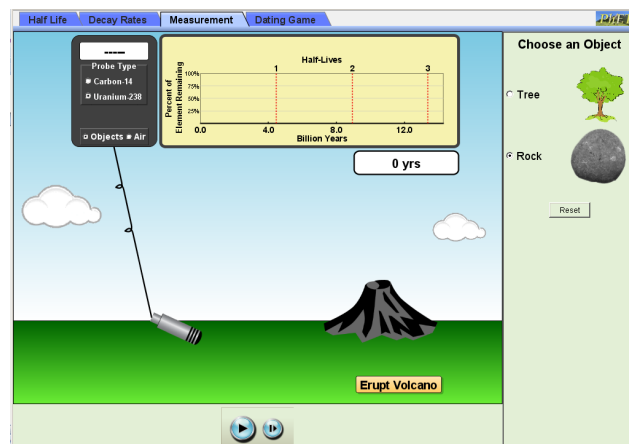 Half Life
Decay Rates
Measurement
Dating Game
PhET
-----
Probe Type
Carbon-14
Uranium-238
Objects
Air
Half-Lives
1
2
3
Percent of
Element Remaining
100%
75%
50%
25%
0.0
4.0
8.0
12.0
Billion Years
0 yrs
Choose an Object
Tree
Rock
Reset
Erupt Volcano